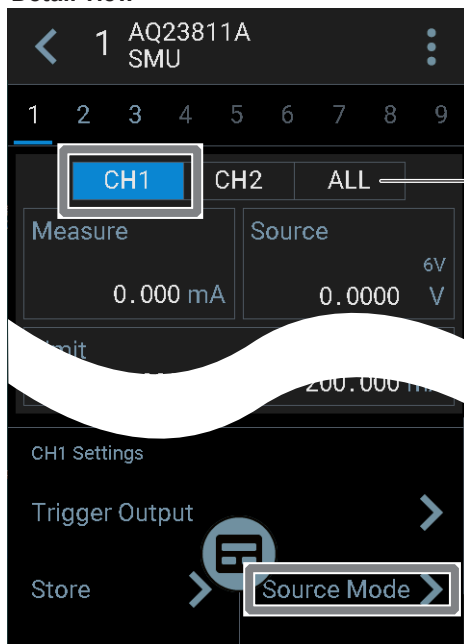 Detail View
1 AQ23811A
SMU
1 2 3 4 5 6 7 8 9
CH1 CH2 ALL
Measure Source
6V
0.000 mA 0.0000 V
200.000
CH1 Settings
Trigger Output
Store Source Mode